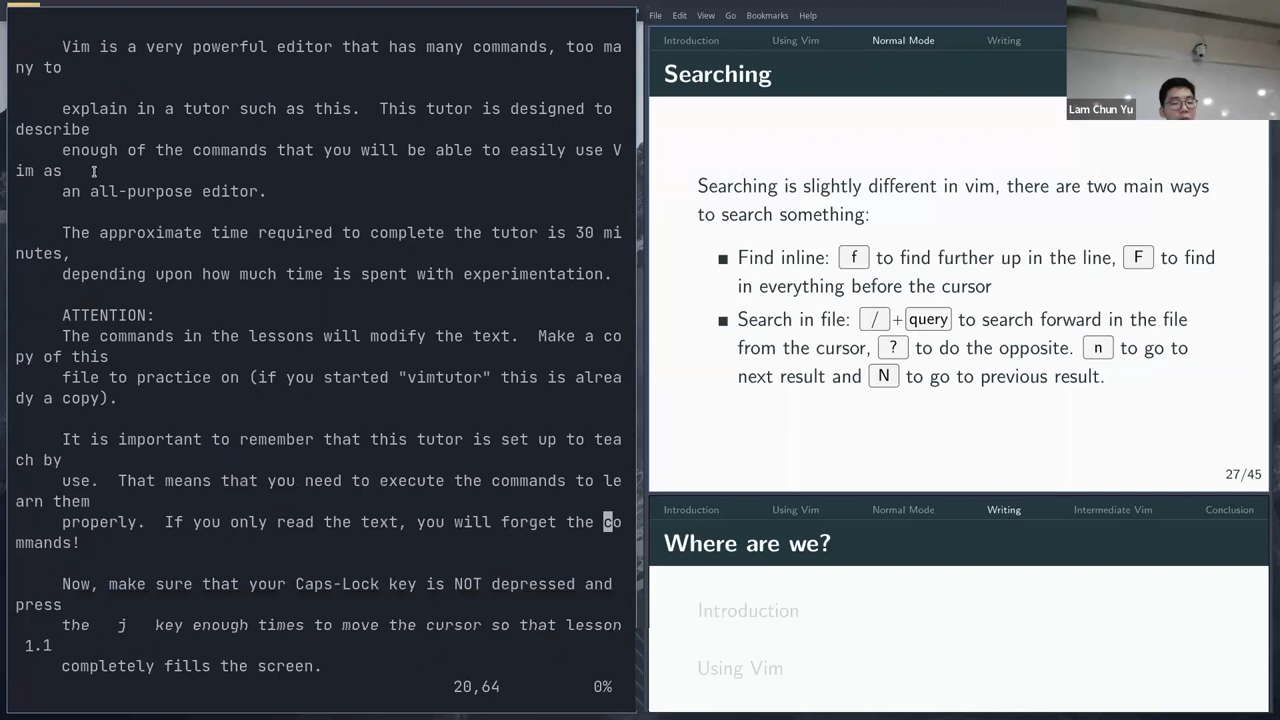 Vim is a very powerful editor that has many commands, too ma
ny to
explain in a tutor such as this.  This tutor is designed to
describe
enough of the commands that you will be able to easily use V
im as
an all-purpose editor.
The approximate time required to complete the tutor is 30 mi
nutes,
depending upon how much time is spent with experimentation.
ATTENTION:
The commands in the lessons will modify the text.  Make a co
py of this
file to practice on (if you started "vimtutor" this is alrea
dy a copy).
It is important to remember that this tutor is set up to tea
ch by
use.  That means that you need to execute the commands to le
arn them
properly.  If you only read the text, you will forget the co
mmands!
Now, make sure that your Caps-Lock key is NOT depressed and
press
the   j   key enough times to move the cursor so that lesson
1.1
completely fills the screen.
20,64 0%
File Edit View Go Bookmarks Help
Introduction Using Vim Normal Mode Writing
Searching
Lam Chun Yu
Searching is slightly different in vim, there are two main ways
to search something:
■ Find inline: f to find further up in the line, F to find
in everything before the cursor
■ Search in file: / + query to search forward in the file
from the cursor, ? to do the opposite. n to go to
next result and N to go to previous result.
27/45
Introduction Using Vim Normal Mode Writing Intermediate Vim Conclusion
Where are we?
Introduction
Using Vim